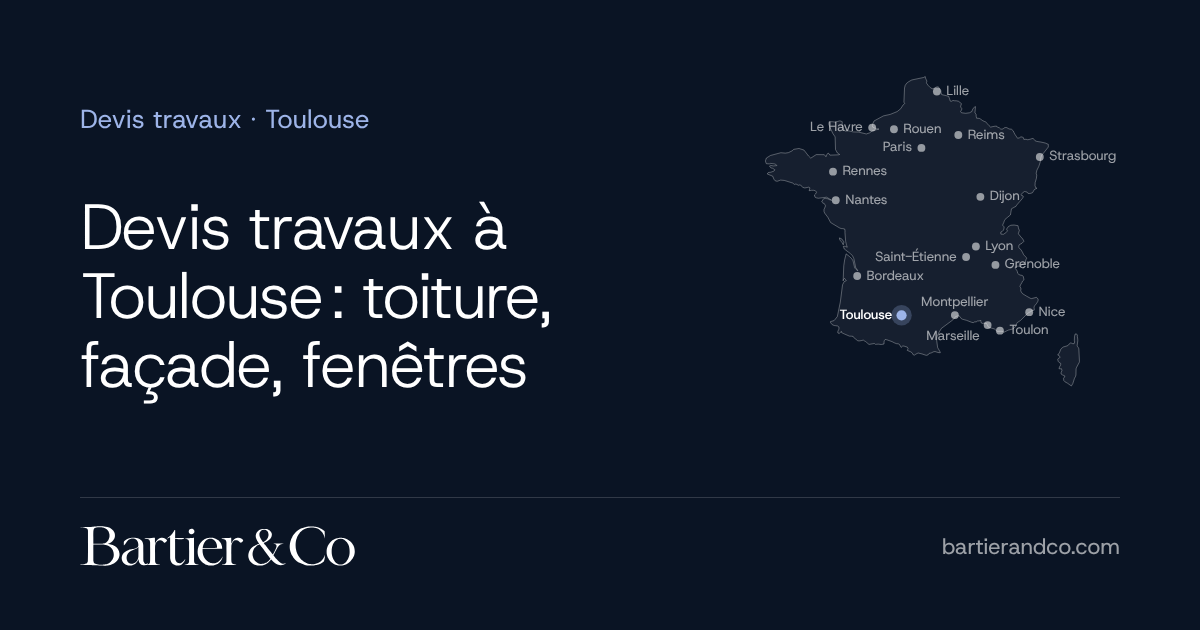 Devis travaux · Toulouse
Devis travaux à
Toulouse : toiture,
façade, fenêtres
Lille
Le Havre
Rouen
Reims
Paris
Strasbourg
Rennes
Nantes
Dijon
Lyon
Saint-Étienne
Grenoble
Bordeaux
Montpellier
Toulouse
Nice
Marseille
Toulon
Bartier & Co
bartierandco.com